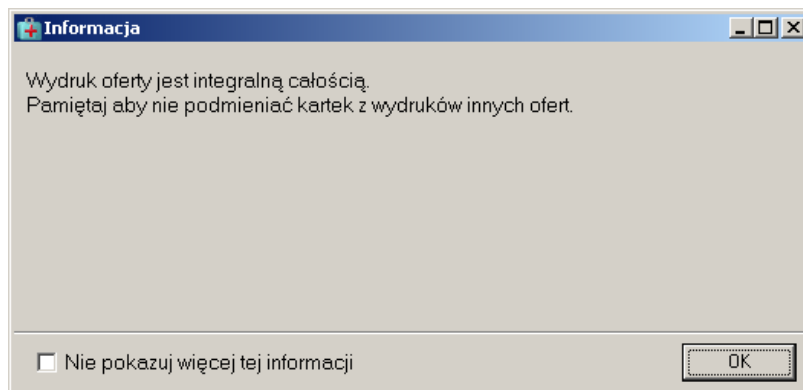 Informacja
Wydruk oferty jest integralną całością.
Pamiętaj aby nie podmieniać kartek z wydruków innych ofert.
Nie pokazuj więcej tej informacji
OK